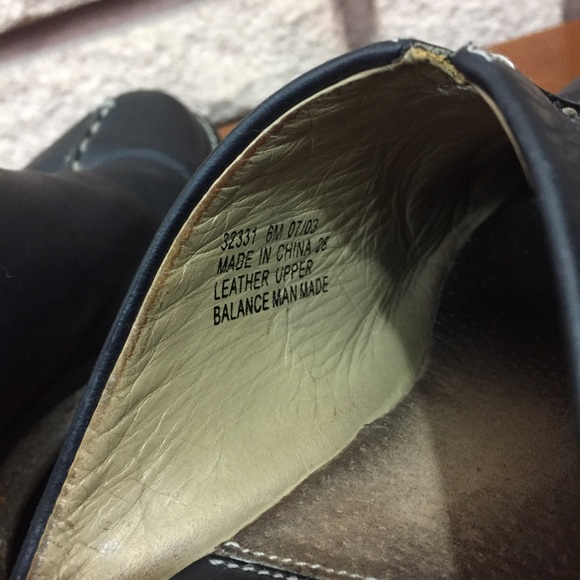 32331 6M 07/03
MADE IN CHINA 26
LEATHER UPPER
BALANCE MAN MADE